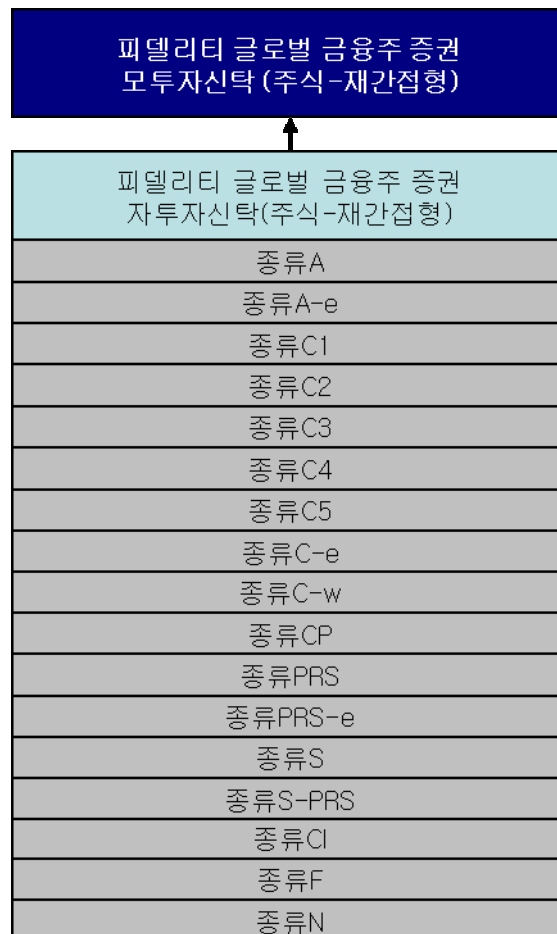 피델리티 글로벌 금융주 증권
모투자신탁 (주식-재간접형)
피델리티 글로벌 금융주 증권
자투자신탁(주식-재간접형)
종류A
종류A-e
종류C1
종류C2
종류C3
종류C4
종류C5
종류C-e
종류C-w
종류CP
종류PRS
종류PRS-e
종류S
종류S-PRS
종류CI
종류F
종류N